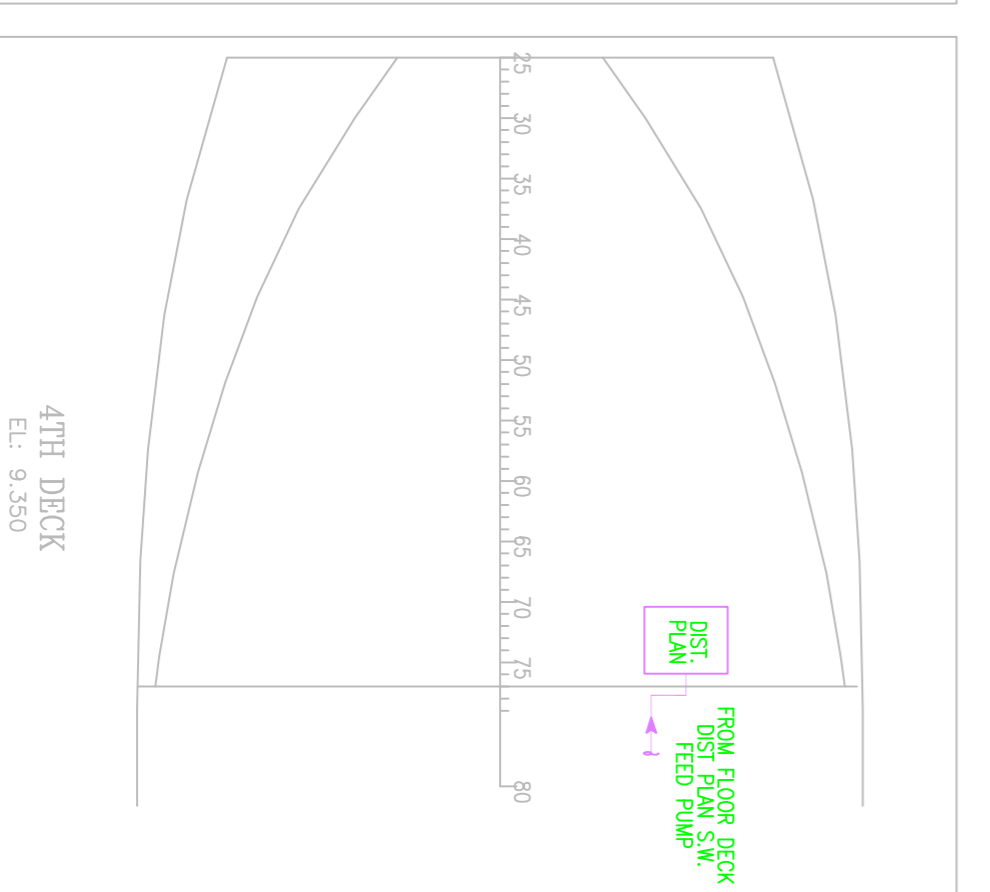 25
30
35
40
45
50
55
60
65
70
75
80
DIST.
PLAN
FROM FLOOR DECK
DIST PLAN S.W.
FEED PUMP
4TH DECK
EL: 9.350